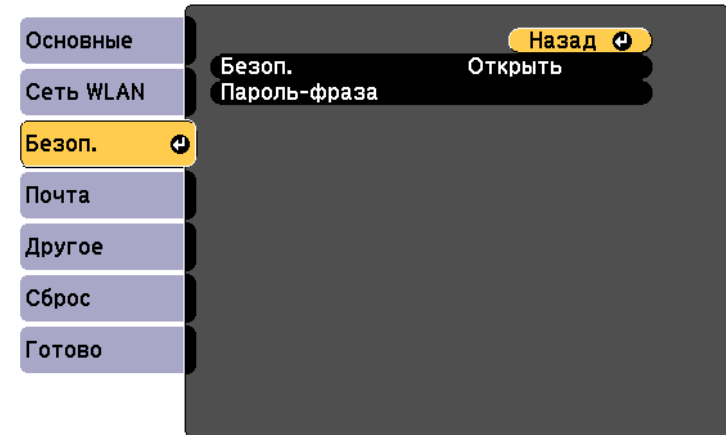 Основные
Сеть WLAN
Безоп.
Почта
Другое
Сброс
Готово
Назад
Безоп. Открыть
Пароль-фраза